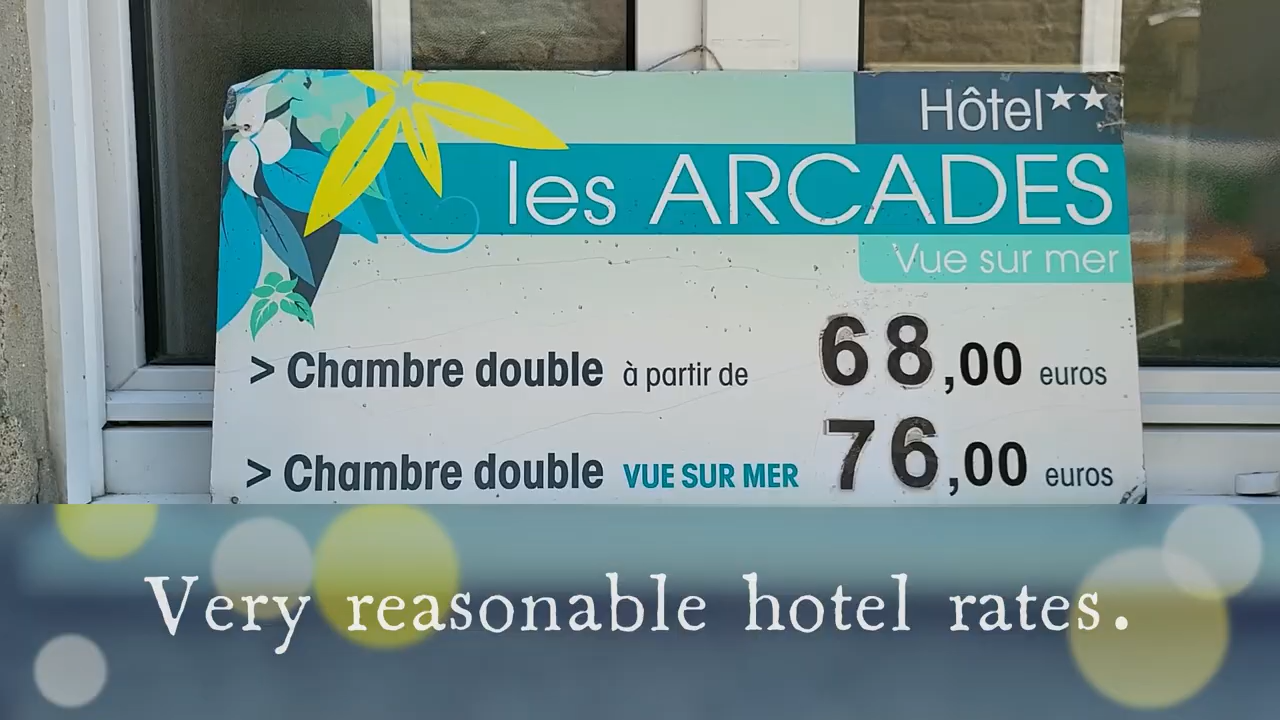 Hôtel★★
les ARCADES
Vue sur mer
> Chambre double à partir de 68,00 euros
> Chambre double VUE SUR MER 76,00 euros
Very reasonable hotel rates.